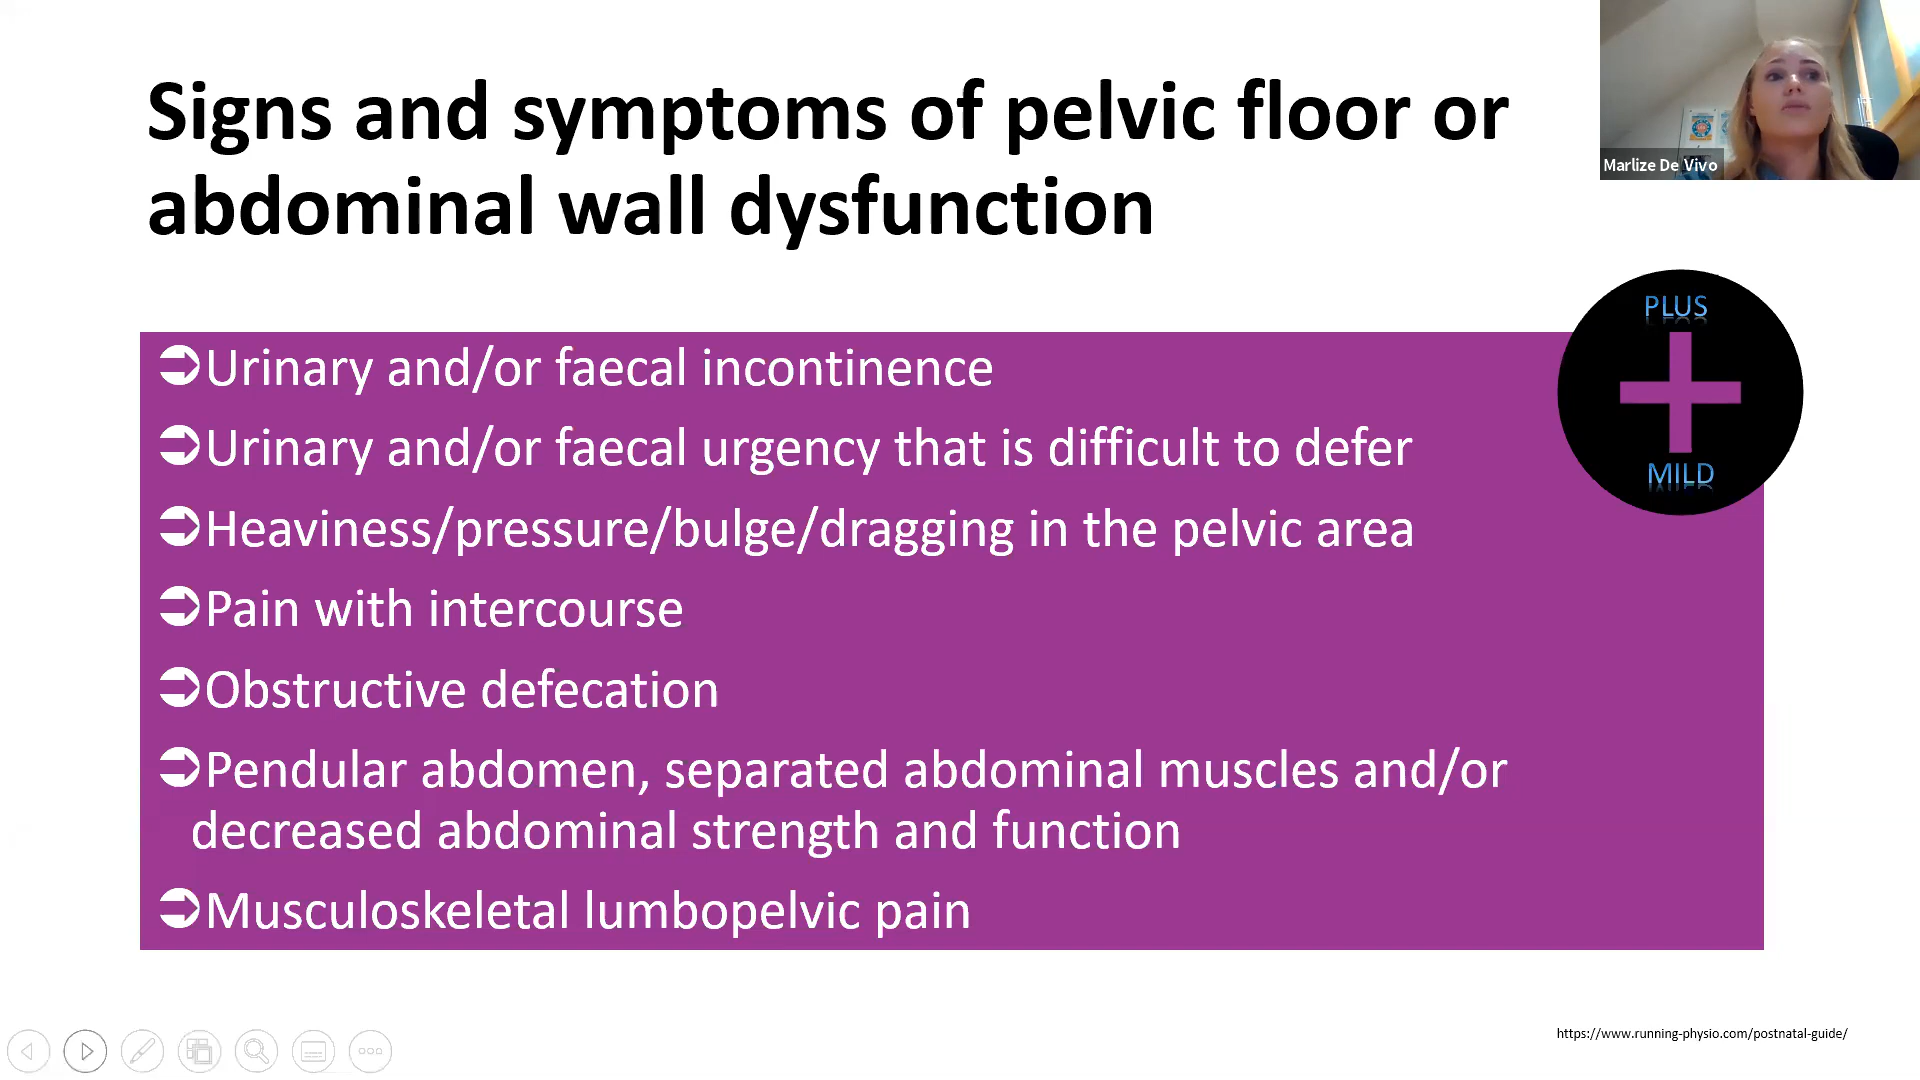 Signs and symptoms of pelvic floor or
abdominal wall dysfunction
Marlize De Vivo
PLUS
MILD
Urinary and/or faecal incontinence
Urinary and/or faecal urgency that is difficult to defer
Heaviness/pressure/bulge/dragging in the pelvic area
Pain with intercourse
Obstructive defecation
Pendular abdomen, separated abdominal muscles and/or
decreased abdominal strength and function
Musculoskeletal lumbopelvic pain
https://www.running-physio.com/postnatal-guide/